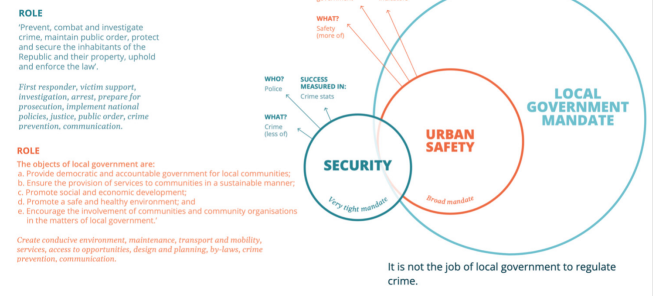 ROLE
'Prevent, combat and investigate
crime, maintain public order, protect
and secure the inhabitants of the
Republic and their property, uphold
and enforce the law'.
First responder, victim support,
investigation, arrest, prepare for
prosecution, implement national
policies, justice, public order, crime
prevention, communication.
ROLE
The objects of local government are:
a. Provide democratic and accountable government for local communities;
b. Ensure the provision of services to communities in a sustainable manner;
c. Promote social and economic development;
d. Promote a safe and healthy environment; and
e. Encourage the involvement of communities and community organisations
in the matters of local government.'
Create conducive environment, maintenance, transport and mobility,
services, access to opportunities, design and planning, by-laws, crime
prevention, communication.
WHAT?
Safety
(more of)
WHO?
Police
SUCCESS
MEASURED IN:
Crime stats
WHAT?
Crime
(less of)
SECURITY
Very tight mandate
URBAN
SAFETY
Broad mandate
LOCAL
GOVERNMENT
MANDATE
It is not the job of local government to regulate
crime.